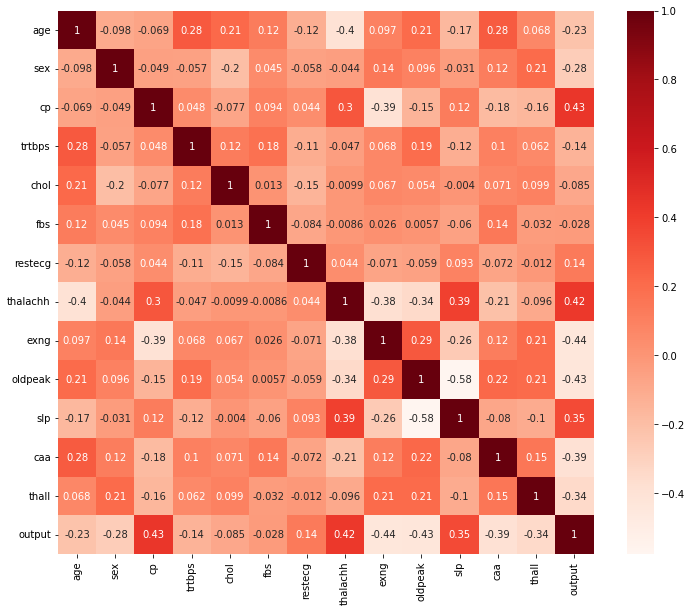 age 1 -0.098 -0.069 0.28 0.21 0.12 -0.12 -0.4 0.097 0.21 -0.17 0.28 0.068 -0.23
sex -0.098 1 -0.049 -0.057 -0.2 0.045 -0.058 -0.044 0.14 0.096 -0.031 0.12 0.21 -0.28
cp -0.069 -0.049 1 0.048 -0.077 0.094 0.044 0.3 -0.39 -0.15 0.12 -0.18 -0.16 0.43
trtbps 0.28 -0.057 0.048 1 0.12 0.18 -0.11 -0.047 0.068 0.19 -0.12 0.1 0.062 -0.14
chol 0.21 -0.2 -0.077 0.12 1 0.013 -0.15 -0.0099 0.067 0.054 -0.004 0.071 0.099 -0.085
fbs 0.12 0.045 0.094 0.18 0.013 1 -0.084 -0.0086 0.026 0.0057 -0.06 0.14 -0.032 -0.028
restecg -0.12 -0.058 0.044 -0.11 -0.15 -0.084 1 0.044 -0.071 -0.059 0.093 -0.072 -0.012 0.14
thalachh -0.4 -0.044 0.3 -0.047 -0.0099 -0.0086 0.044 1 -0.38 -0.34 0.39 -0.21 -0.096 0.42
exng 0.097 0.14 -0.39 0.068 0.067 0.026 -0.071 -0.38 1 0.29 -0.26 0.12 0.21 -0.44
oldpeak 0.21 0.096 -0.15 0.19 0.054 0.0057 -0.059 -0.34 0.29 1 -0.58 0.22 0.21 -0.43
slp -0.17 -0.031 0.12 -0.12 -0.004 -0.06 0.093 0.39 -0.26 -0.58 1 -0.08 -0.1 0.35
caa 0.28 0.12 -0.18 0.1 0.071 0.14 -0.072 -0.21 0.12 0.22 -0.08 1 0.15 -0.39
thall 0.068 0.21 -0.16 0.062 0.099 -0.032 -0.012 -0.096 0.21 0.21 -0.1 0.15 1 -0.34
output -0.23 -0.28 0.43 -0.14 -0.085 -0.028 0.14 0.42 -0.44 -0.43 0.35 -0.39 -0.34 1
age sex cp trtbps chol fbs restecg thalachh exng oldpeak slp caa thall output
1.0
0.8
0.6
0.4
0.2
0.0
−0.2
−0.4